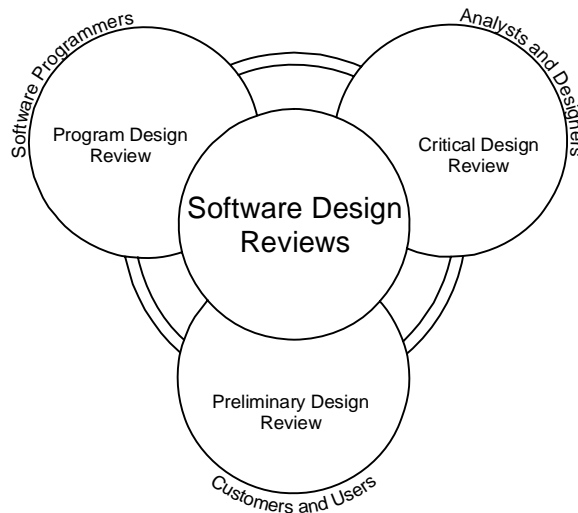 Software Programmers
Analysts and Designers
Program Design
Review
Critical Design
Review
Software Design
Reviews
Preliminary Design
Review
Customers and Users